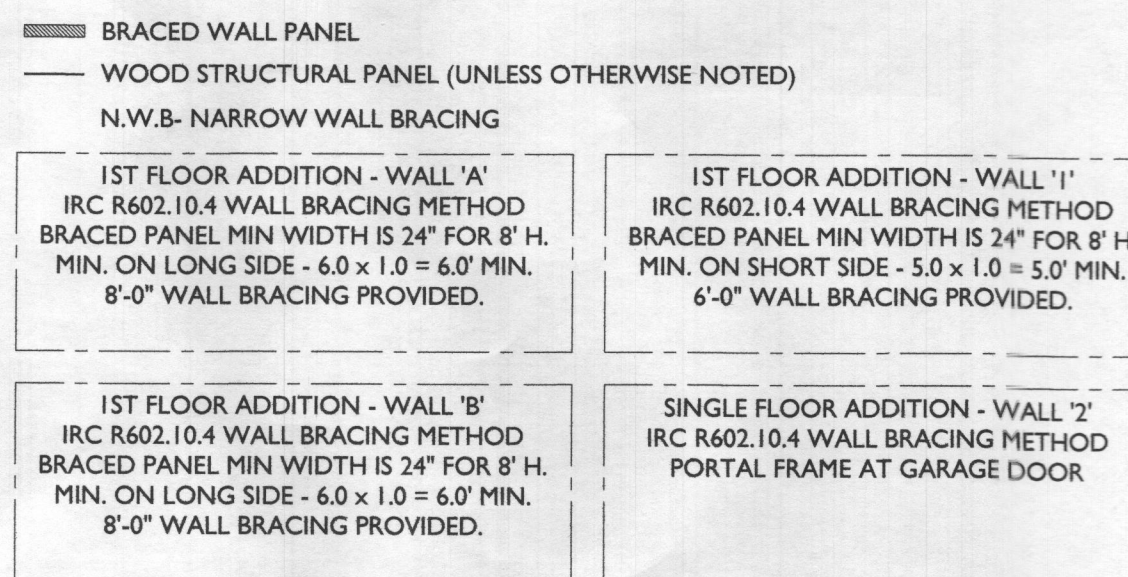 BRACED WALL PANEL
WOOD STRUCTURAL PANEL (UNLESS OTHERWISE NOTED)
N.W.B- NARROW WALL BRACING
1ST FLOOR ADDITION - WALL 'A'
IRC R602.10.4 WALL BRACING METHOD
BRACED PANEL MIN WIDTH IS 24" FOR 8' H.
MIN. ON LONG SIDE - 6.0 x 1.0 = 6.0' MIN.
8'-0" WALL BRACING PROVIDED.
1ST FLOOR ADDITION - WALL '1'
IRC R602.10.4 WALL BRACING METHOD
BRACED PANEL MIN WIDTH IS 24" FOR 8' H
MIN. ON SHORT SIDE - 5.0 x 1.0 = 5.0' MIN.
6'-0" WALL BRACING PROVIDED.
1ST FLOOR ADDITION - WALL 'B'
IRC R602.10.4 WALL BRACING METHOD
BRACED PANEL MIN WIDTH IS 24" FOR 8' H.
MIN. ON LONG SIDE - 6.0 x 1.0 = 6.0' MIN.
8'-0" WALL BRACING PROVIDED.
SINGLE FLOOR ADDITION - WALL '2'
IRC R602.10.4 WALL BRACING METHOD
PORTAL FRAME AT GARAGE DOOR